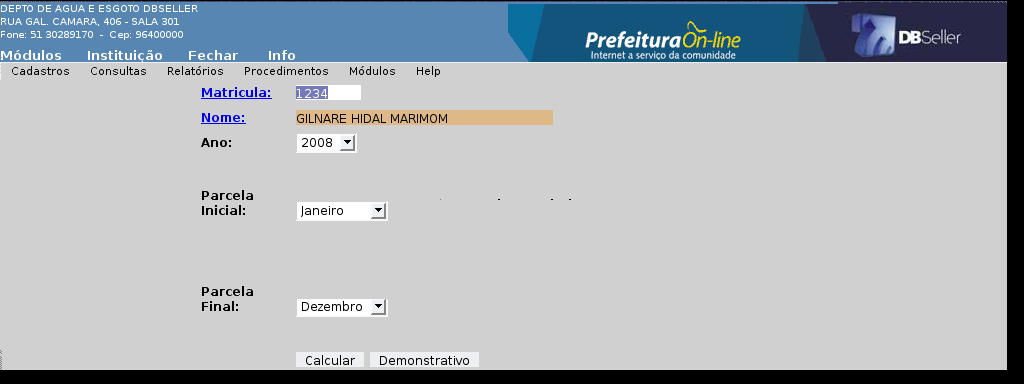 DEPTO DE AGUA E ESGOTO DBSELLER
RUA GAL. CAMARA, 406 - SALA 301
Fone: 51 30289170 - Cep: 96400000
PrefeituraOn-line
Internet a serviço da comunidade
DBSeller
Módulos Instituição Fechar Info
Cadastros Consultas Relatórios Procedimentos Módulos Help
Matricula: 1234
Nome: GILNARE HIDAL MARIMOM
Ano: 2008
Parcela
Inicial: Janeiro
Parcela
Final: Dezembro
Calcular Demonstrativo